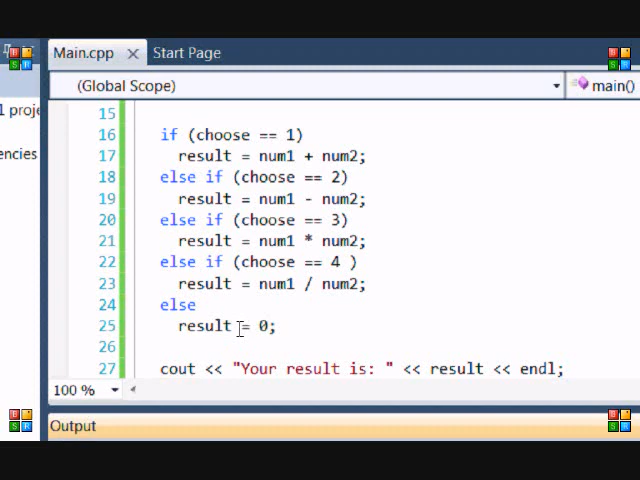 Main.cpp
Start Page
(Global Scope)
main()
1 proje
encies
15
16 if (choose == 1)
17 result = num1 + num2;
18 else if (choose == 2)
19 result = num1 - num2;
20 else if (choose == 3)
21 result = num1 * num2;
22 else if (choose == 4 )
23 result = num1 / num2;
24 else
25 result = 0;
26
27 cout << "Your result is: " << result << endl;
100 %
Output